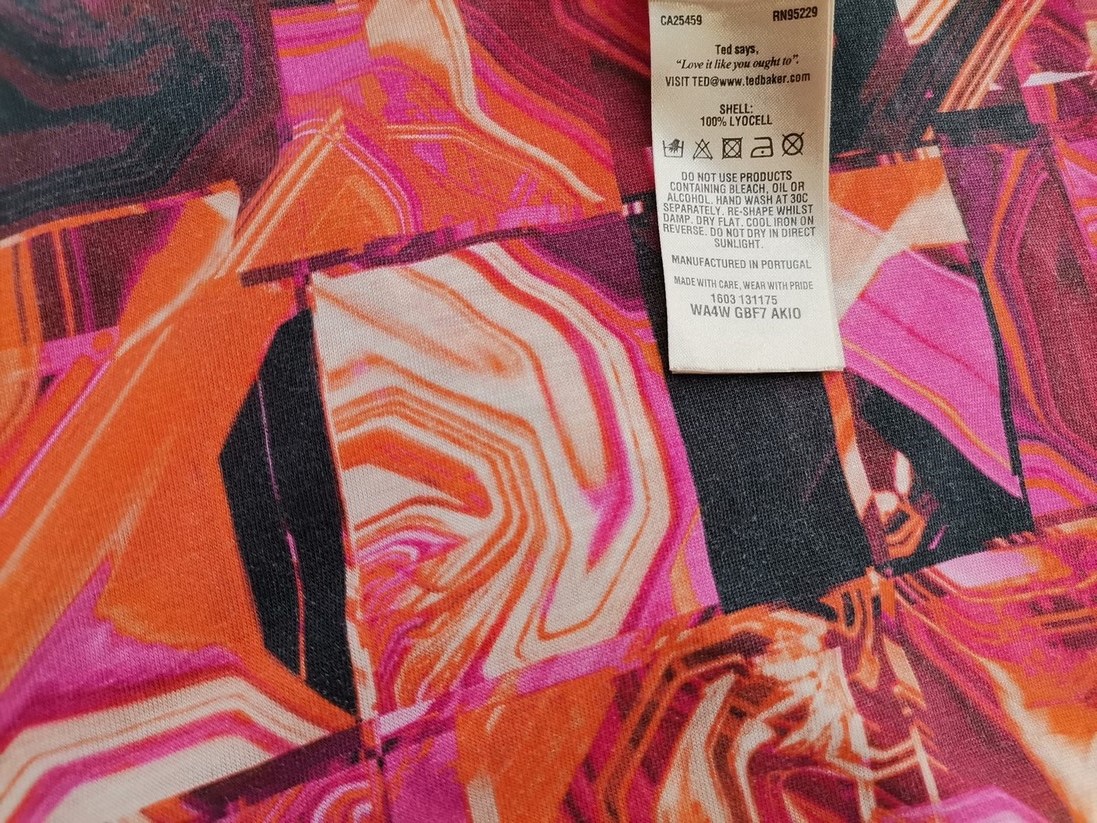 CA25459 RN95229
Ted says,
"Love it like you ought to".
VISIT TED@www.tedbaker.com
SHELL:
100% LYOCELL
DO NOT USE PRODUCTS
CONTAINING BLEACH, OIL OR
ALCOHOL. HAND WASH AT 30C
SEPARATELY. RE-SHAPE WHILST
DAMP. DRY FLAT. COOL IRON ON
REVERSE. DO NOT DRY IN DIRECT
SUNLIGHT.
MANUFACTURED IN PORTUGAL
MADE WITH CARE, WEAR WITH PRIDE
1603 131175
WA4W GBF7 AKIO